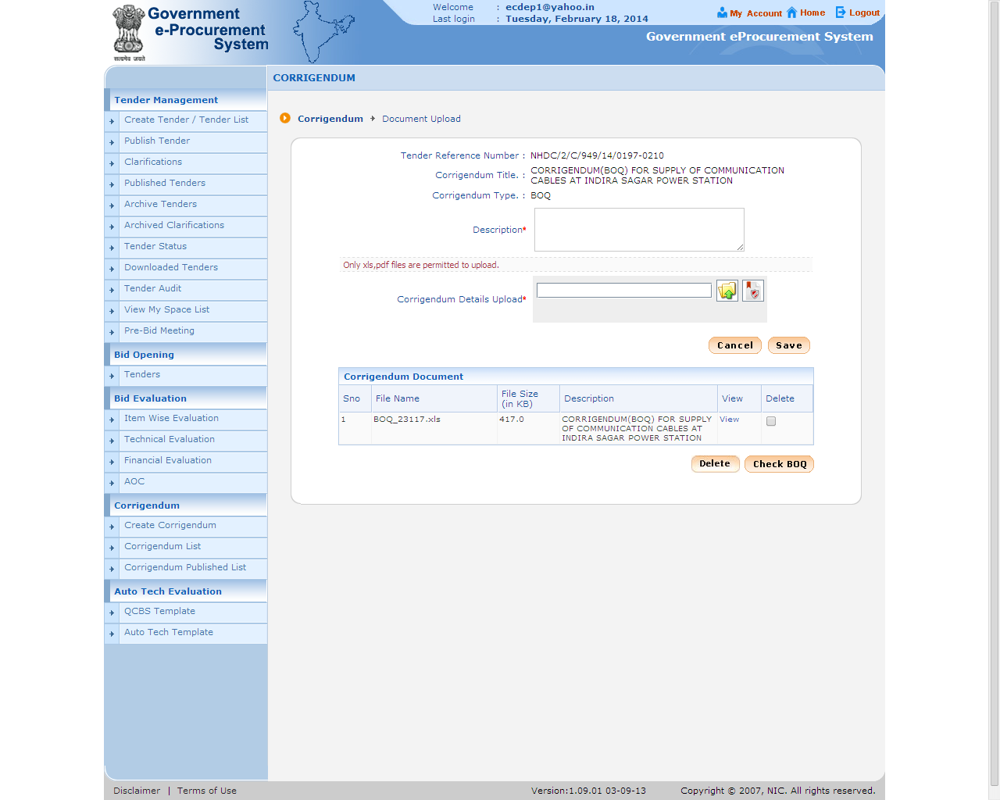 Government
e-Procurement
System
सत्यमेव जयते
Welcome : ecdep1@yahoo.in
Last login : Tuesday, February 18, 2014
My Account Home Logout
Government eProcurement System
CORRIGENDUM
Tender Management
Create Tender / Tender List
Publish Tender
Clarifications
Published Tenders
Archive Tenders
Archived Clarifications
Tender Status
Downloaded Tenders
Tender Audit
View My Space List
Pre-Bid Meeting
Bid Opening
Tenders
Bid Evaluation
Item Wise Evaluation
Technical Evaluation
Financial Evaluation
AOC
Corrigendum
Create Corrigendum
Corrigendum List
Corrigendum Published List
Auto Tech Evaluation
QCBS Template
Auto Tech Template
Corrigendum Document Upload
Tender Reference Number : NHDC/2/C/949/14/0197-0210
Corrigendum Title. : CORRIGENDUM(BOQ) FOR SUPPLY OF COMMUNICATION
CABLES AT INDIRA SAGAR POWER STATION
Corrigendum Type. : BOQ
Description*
Only xls,pdf files are permitted to upload.
Corrigendum Details Upload*
Cancel Save
Corrigendum Document
Sno File Name File Size (in KB) Description View Delete
1 BOQ_23117.xls 417.0 CORRIGENDUM(BOQ) FOR SUPPLY View
OF COMMUNICATION CABLES AT
INDIRA SAGAR POWER STATION
Delete Check BOQ
Disclaimer | Terms of Use Version:1.09.01 03-09-13 Copyright © 2007, NIC. All rights reserved.